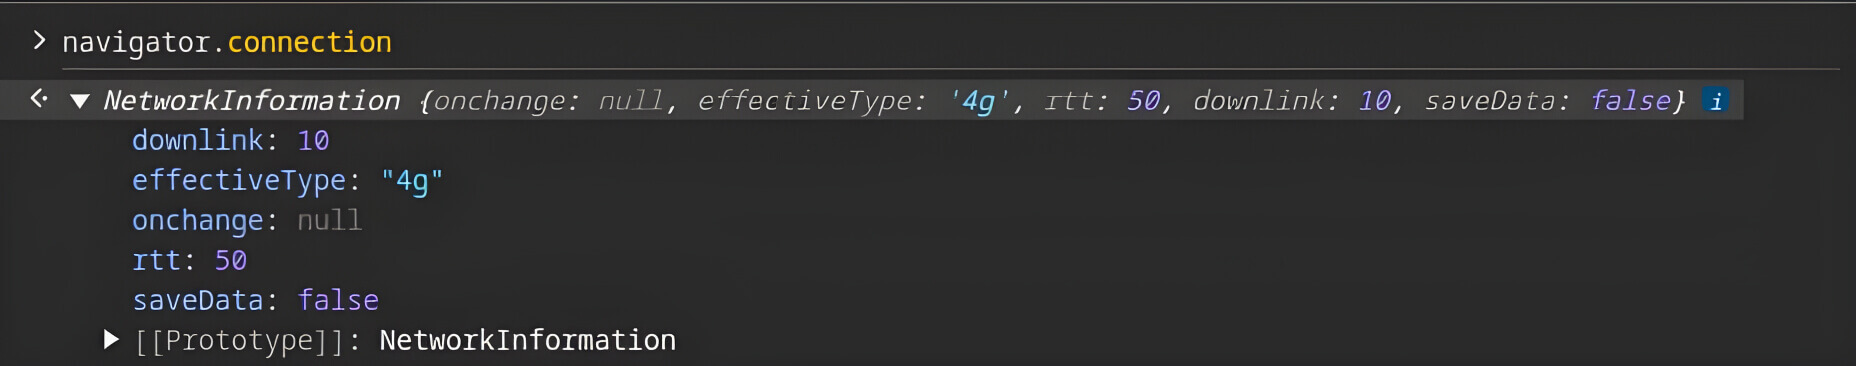 > navigator.connection
NetworkInformation {onchange: null, effectiveType: '4g', rtt: 50, downlink: 10, saveData: false} i
downlink: 10
effectiveType: "4g"
onchange: null
rtt: 50
saveData: false
[[Prototype]]: NetworkInformation